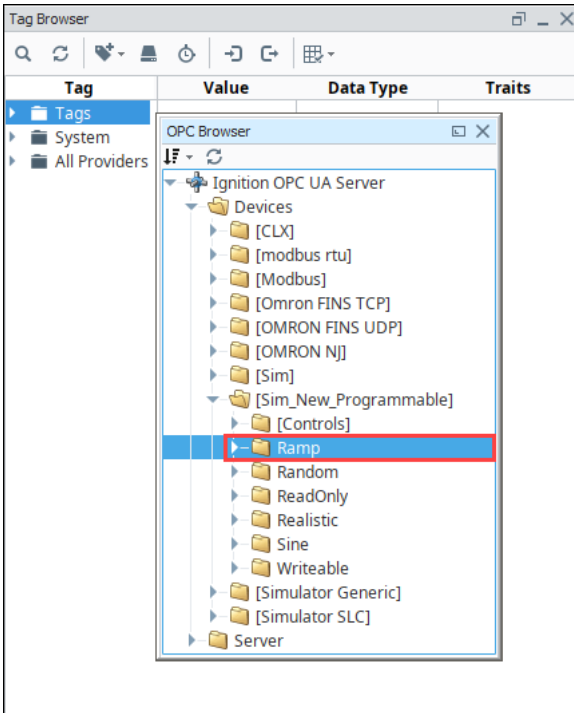 Tag Browser
Tag Value Data Type Traits
Tags
System
All Providers
OPC Browser
Ignition OPC UA Server
Devices
[CLX]
[modbus rtu]
[Modbus]
[Omron FINS TCP]
[OMRON FINS UDP]
[OMRON NJ]
[Sim]
[Sim_New_Programmable]
[Controls]
Ramp
Random
ReadOnly
Realistic
Sine
Writeable
[Simulator Generic]
[Simulator SLC]
Server